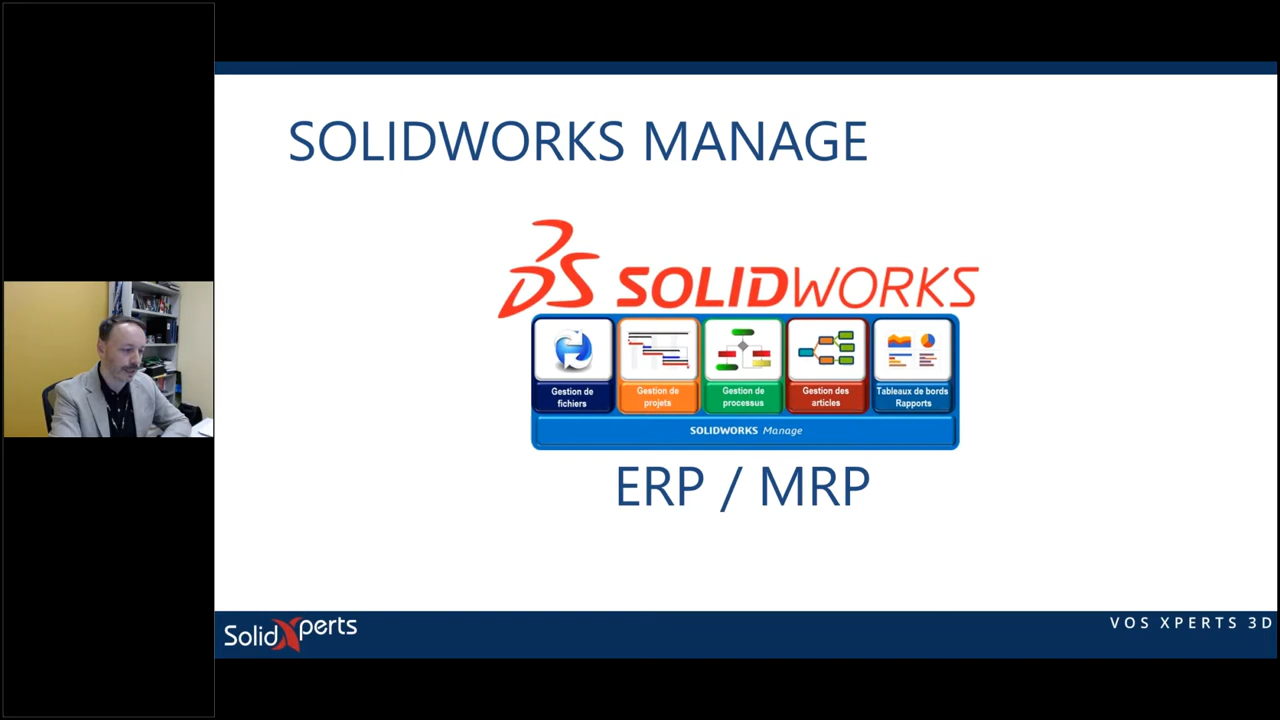 SOLIDWORKS MANAGE
SOLIDWORKS
Gestion de
fichiers
Gestion de
projets
Gestion de
processus
Gestion des
articles
Tableaux de bords
Rapports
SOLIDWORKS Manage
ERP / MRP
SolidXperts
VOS XPERTS 3D